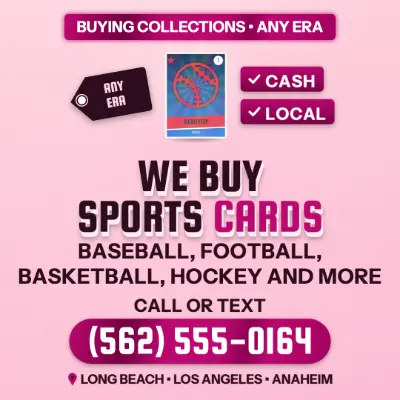 BUYING COLLECTIONS • ANY ERA
ANY
ERA
✓ CASH
✓ LOCAL
WE BUY
SPORTS CARDS
BASEBALL, FOOTBALL,
BASKETBALL, HOCKEY AND MORE
CALL OR TEXT
(562) 555-0164
LONG BEACH • LOS ANGELES • ANAHEIM